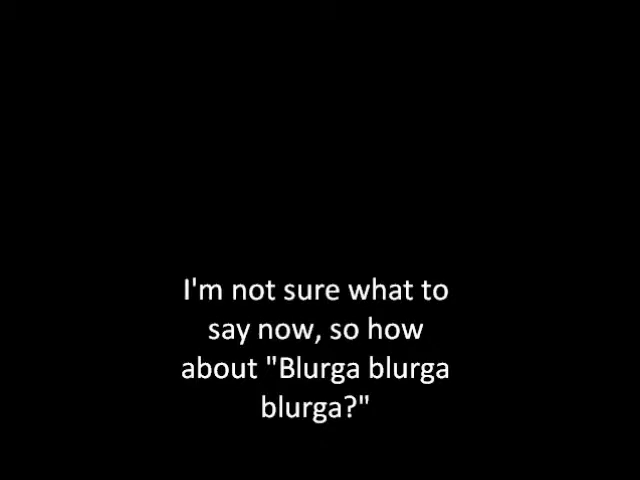 I'm not sure what to
say now, so how
about "Blurga blurga
blurga?"